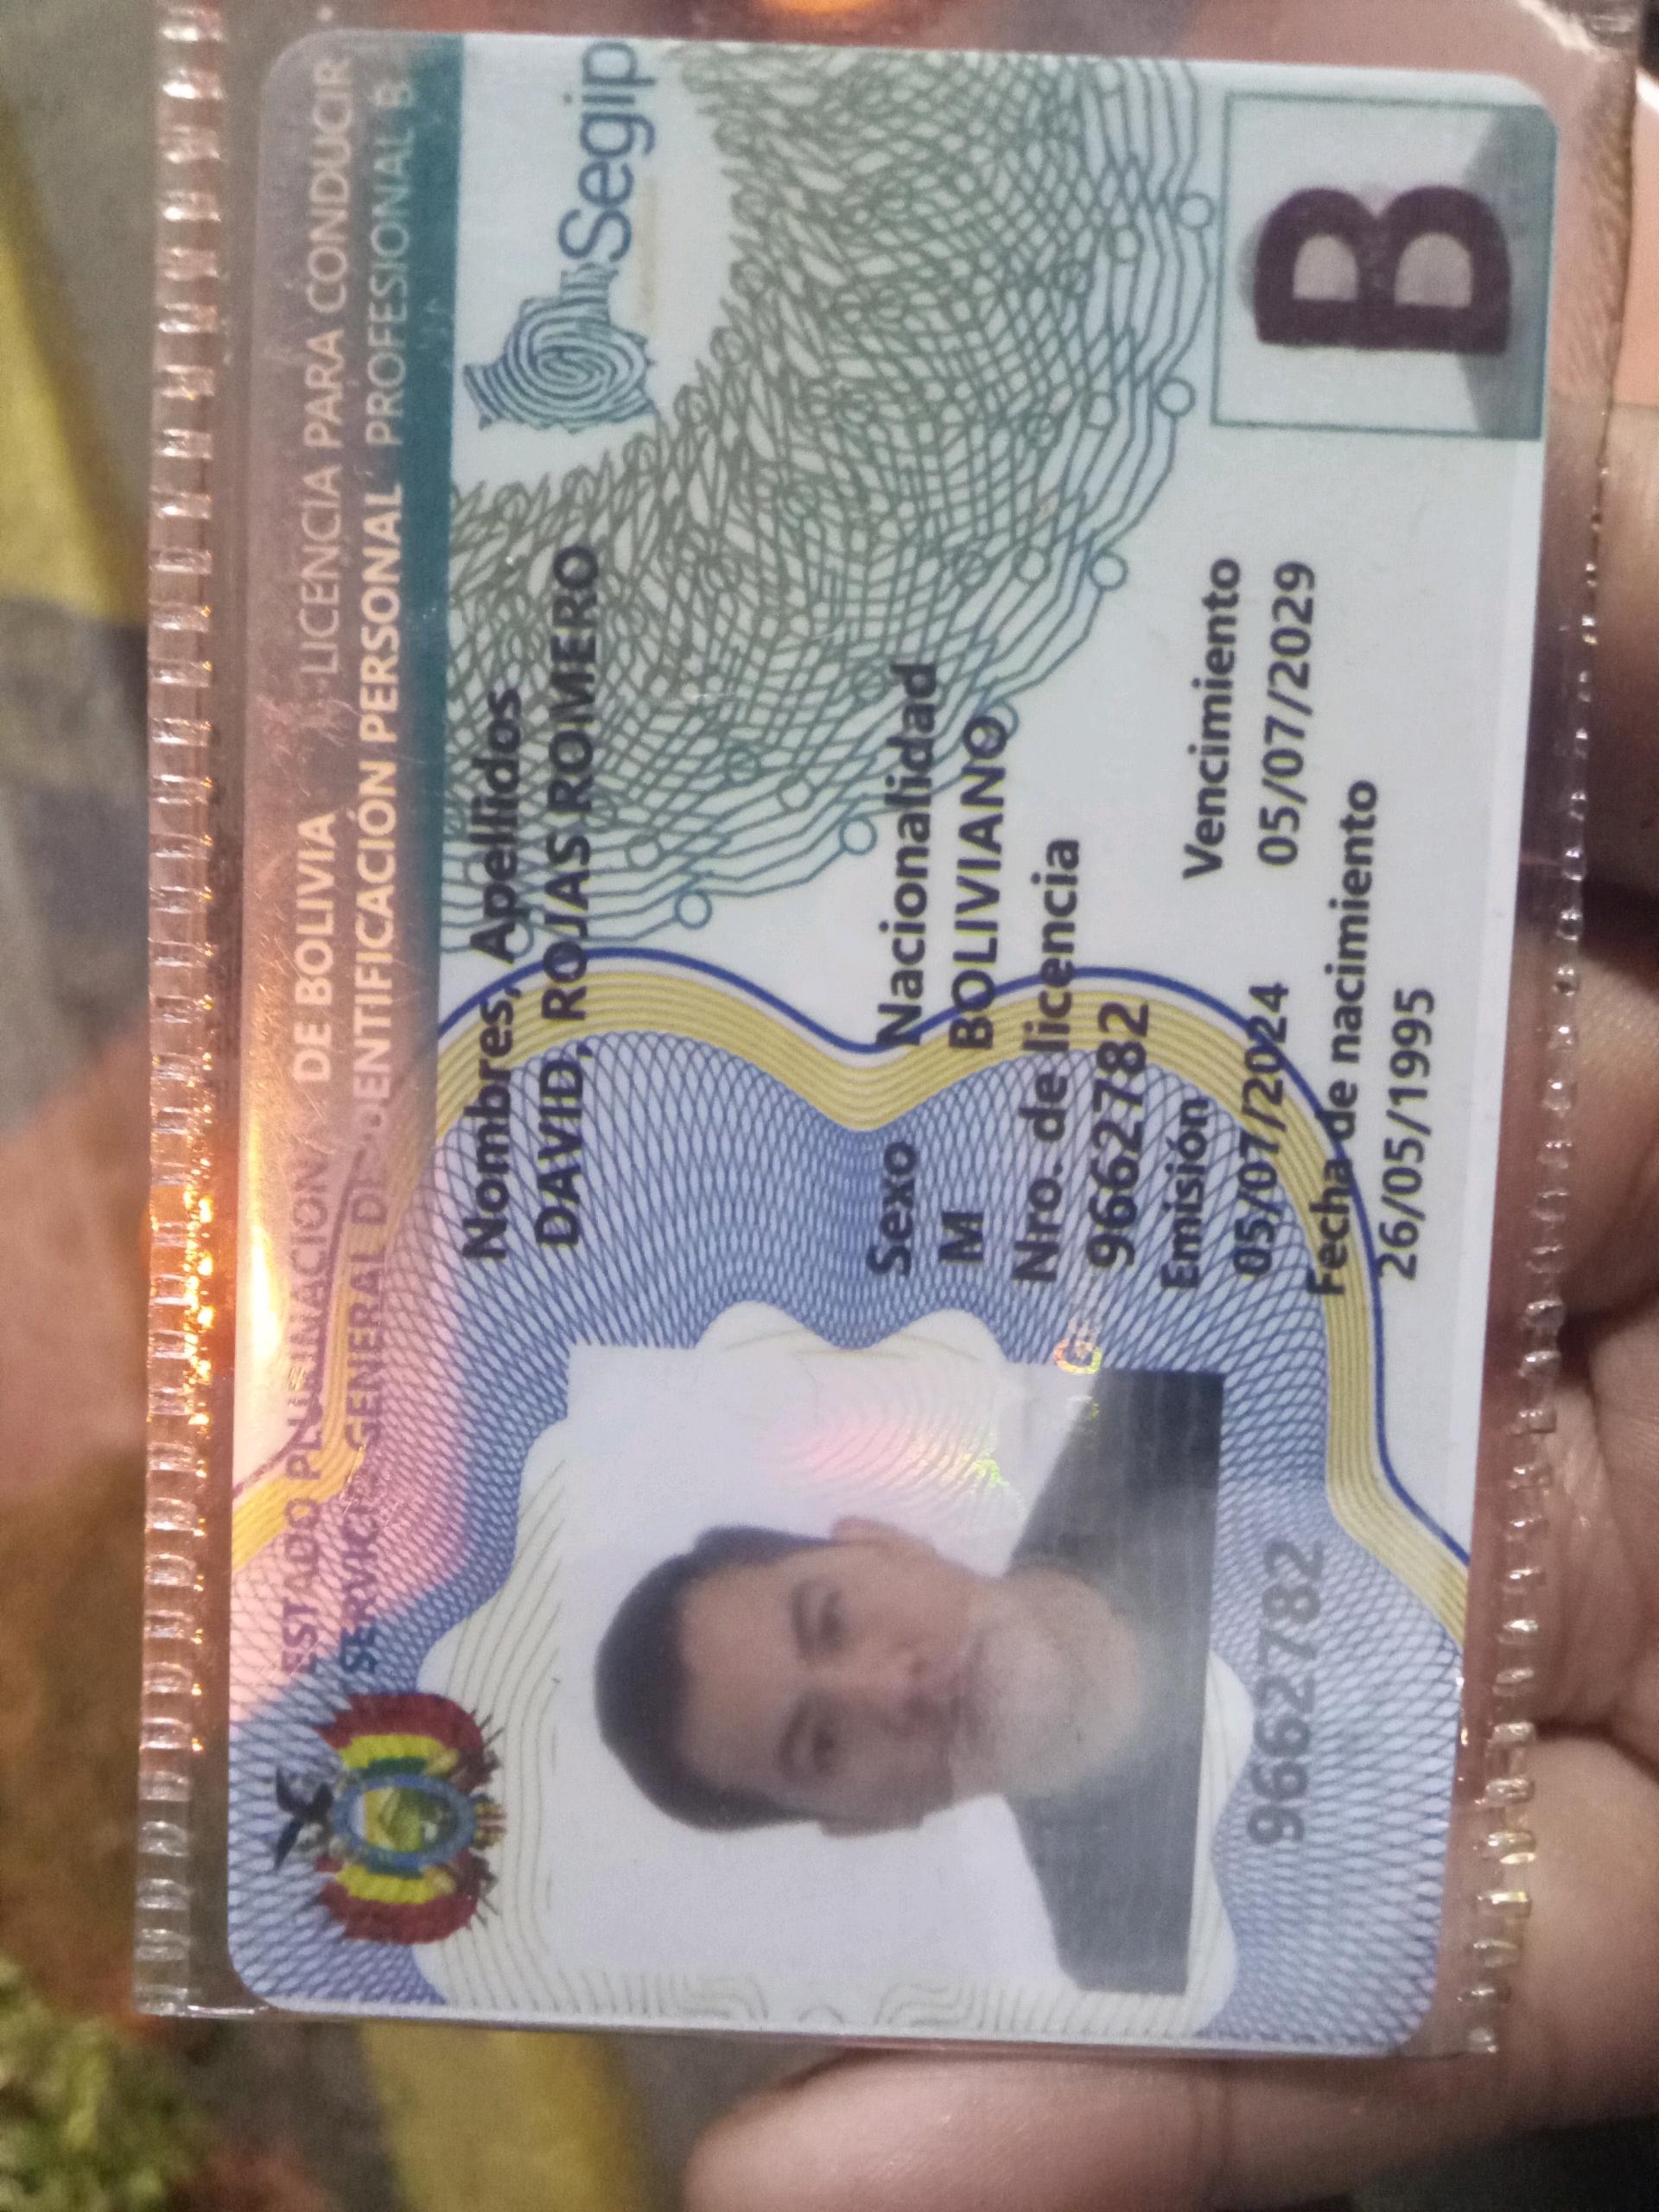 ESTADO PLURINACIONAL DE BOLIVIA
LICENCIA PARA CONDUCIR
SERVICIO GENERAL DE IDENTIFICACIÓN PERSONAL
PROFESIONAL B
Segip
Nombres, Apellidos
DAVID, ROJAS ROMERO
Sexo Nacionalidad
M BOLIVIANO
Nro. de licencia
9662782
Emisión Vencimiento
05/07/2024 05/07/2029
Fecha de nacimiento
26/05/1995
9662782
B